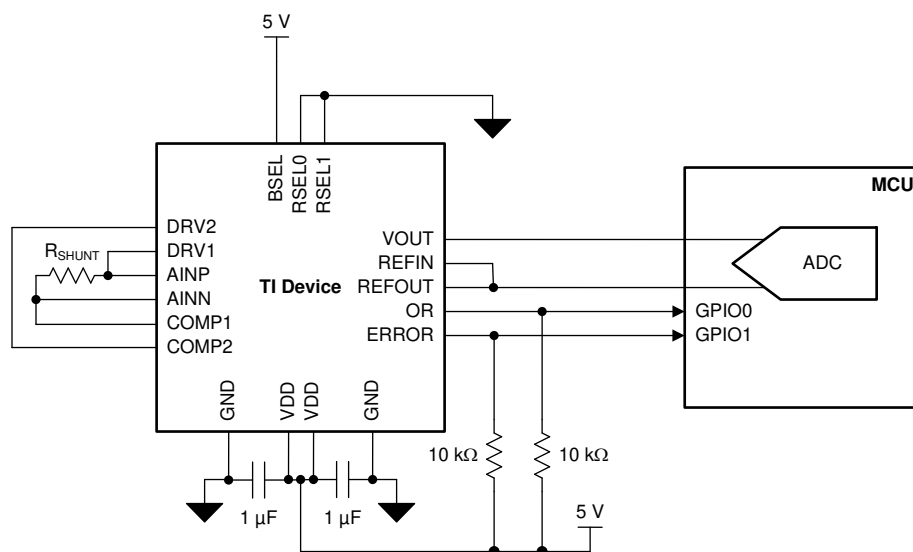 5 V
BSEL
RSEL0
RSEL1
MCU
DRV2
DRV1
AINP
AINN
COMP1
COMP2
RSHUNT
TI Device
VOUT
REFIN
REFOUT
OR
ERROR
ADC
GPIO0
GPIO1
GND
VDD
VDD
GND
1 µF
1 µF
10 kΩ
10 kΩ
5 V